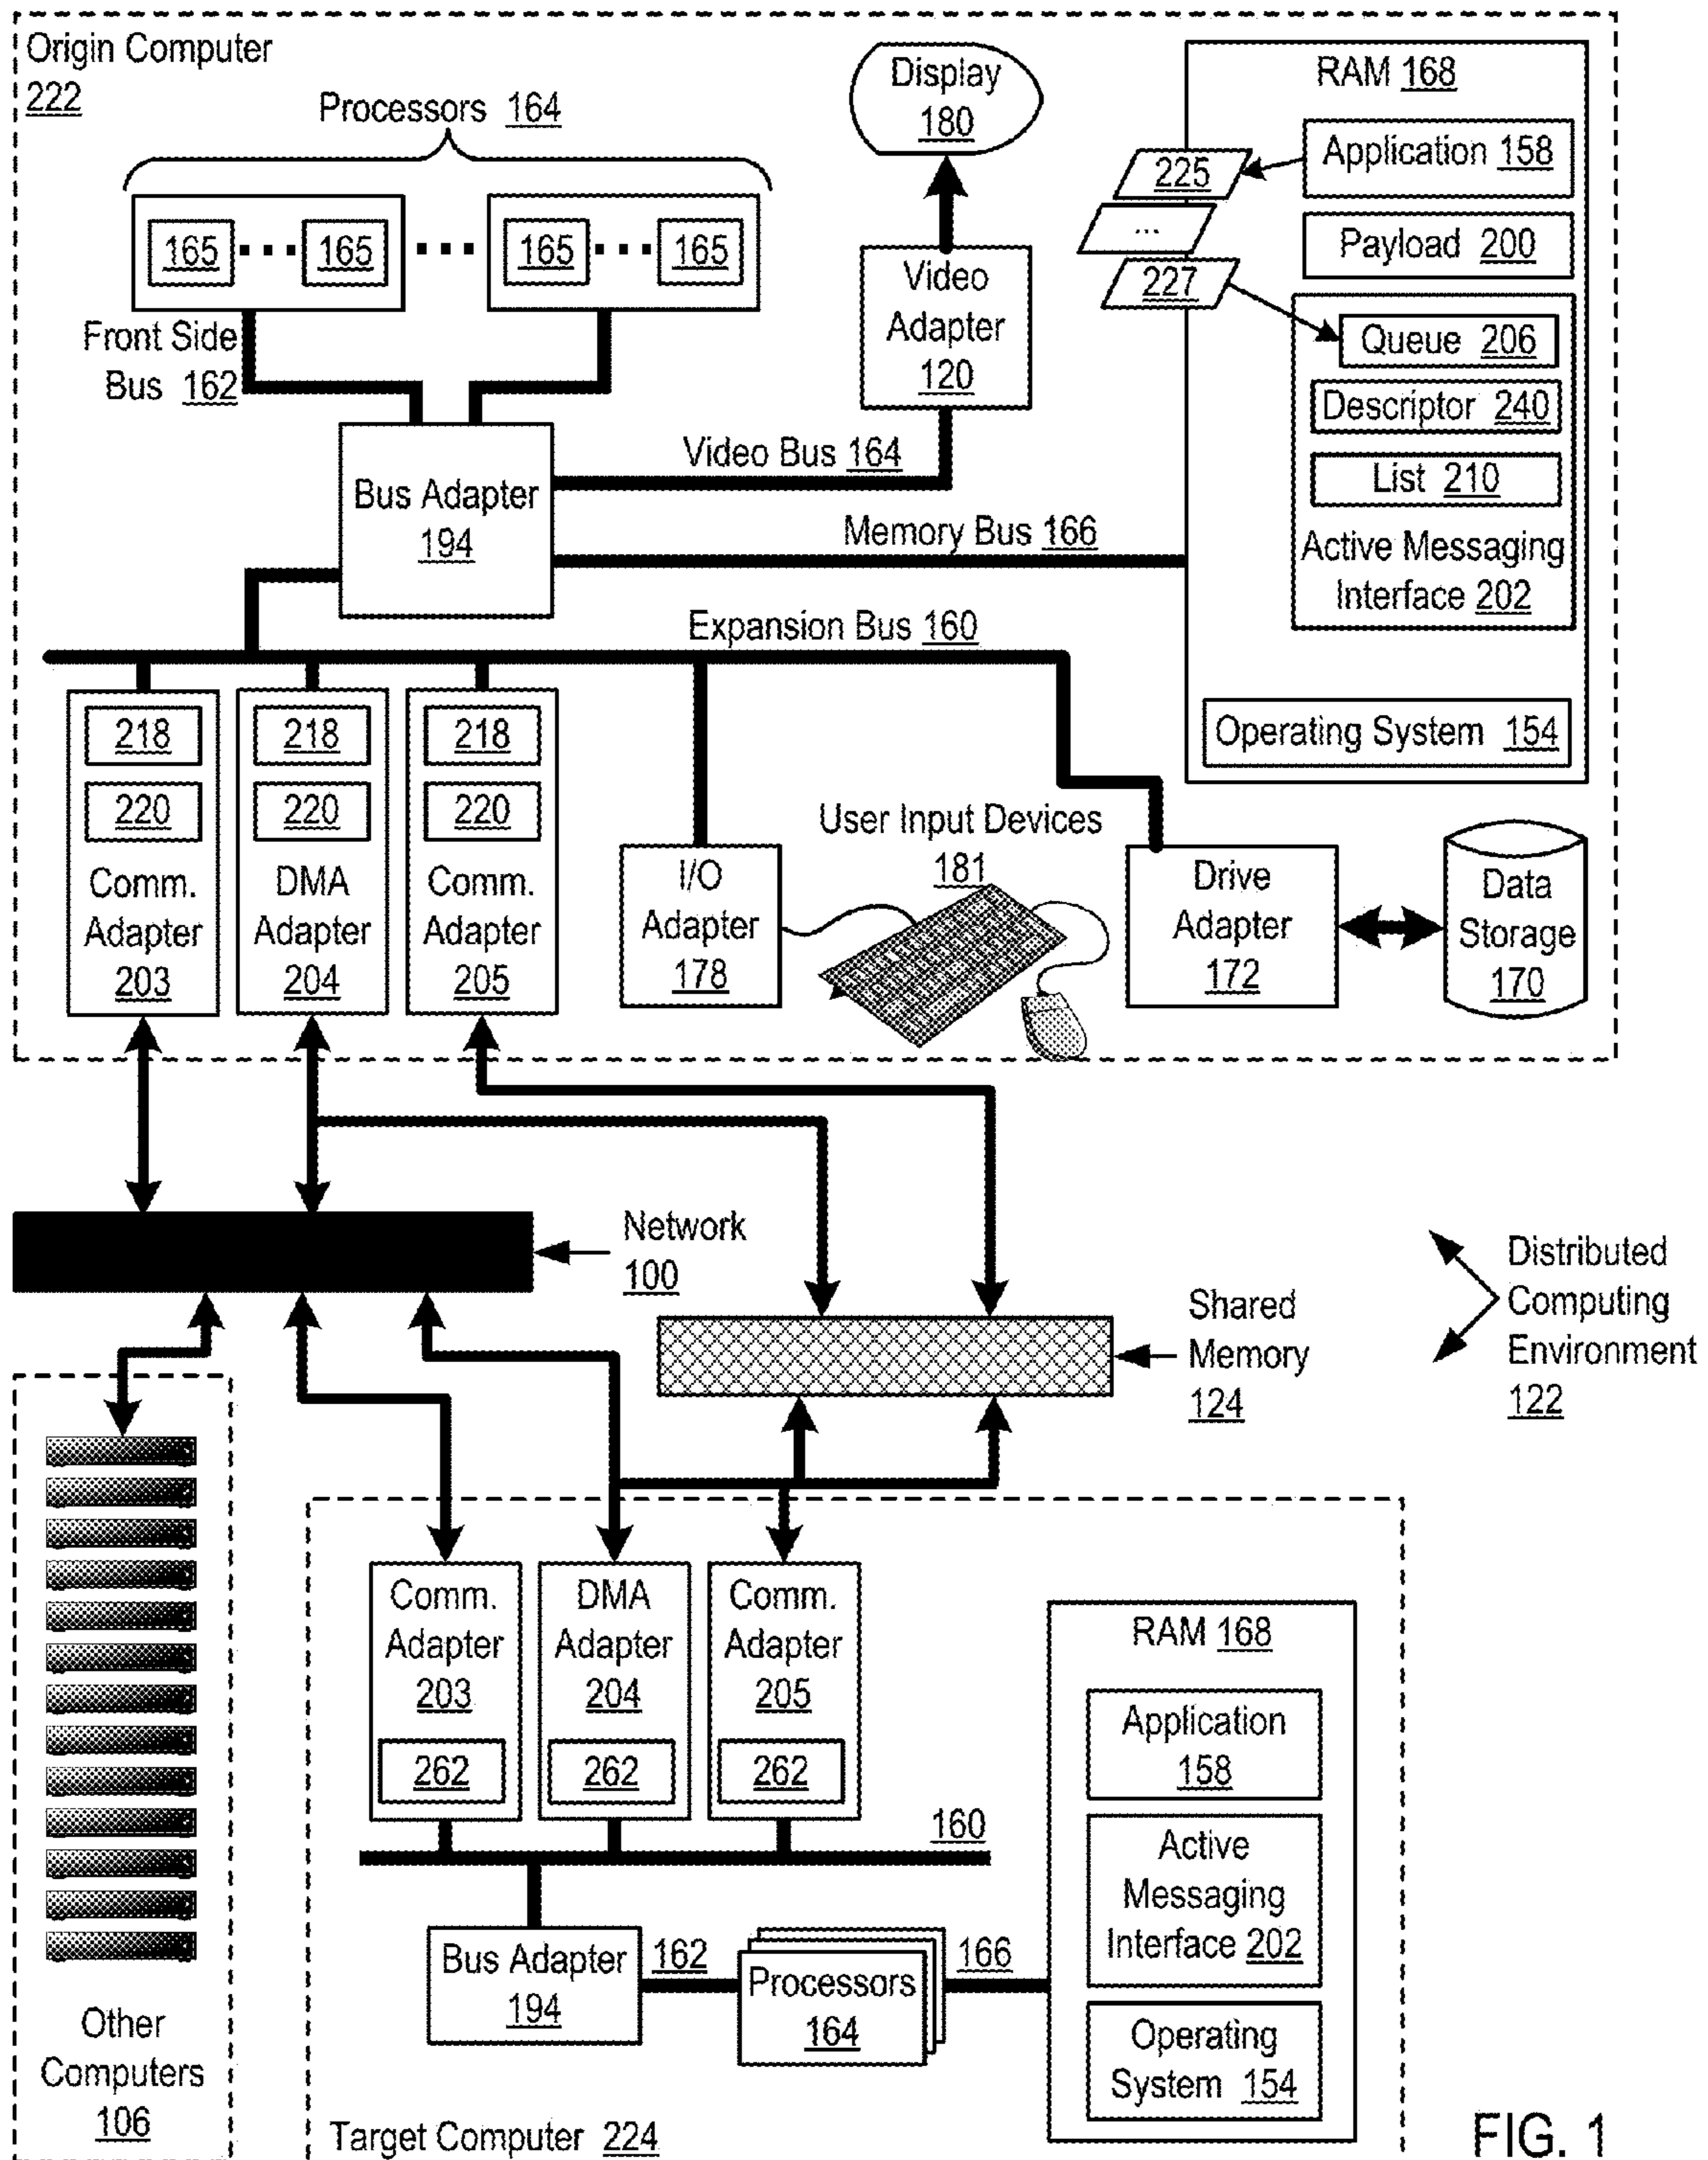 Origin Computer
222
Processors 164
165 ... 165 ... 165 ... 165
Front Side
Bus 162
Display
180
Video
Adapter
120
RAM 168
Application 158
225
...
227
Payload 200
Queue 206
Descriptor 240
List 210
Active Messaging
Interface 202
Operating System 154
Bus Adapter
194
Video Bus 164
Memory Bus 166
Expansion Bus 160
218
220
Comm.
Adapter
203
218
220
DMA
Adapter
204
218
220
Comm.
Adapter
205
I/O
Adapter
178
User Input Devices
181
Drive
Adapter
172
Data
Storage
170
Network
100
Shared
Memory
124
Distributed
Computing
Environment
122
Other
Computers
106
Comm.
Adapter
203
262
DMA
Adapter
204
262
Comm.
Adapter
205
262
160
Bus Adapter
194
162
Processors
164
166
RAM 168
Application
158
Active
Messaging
Interface 202
Operating
System 154
Target Computer 224
FIG. 1